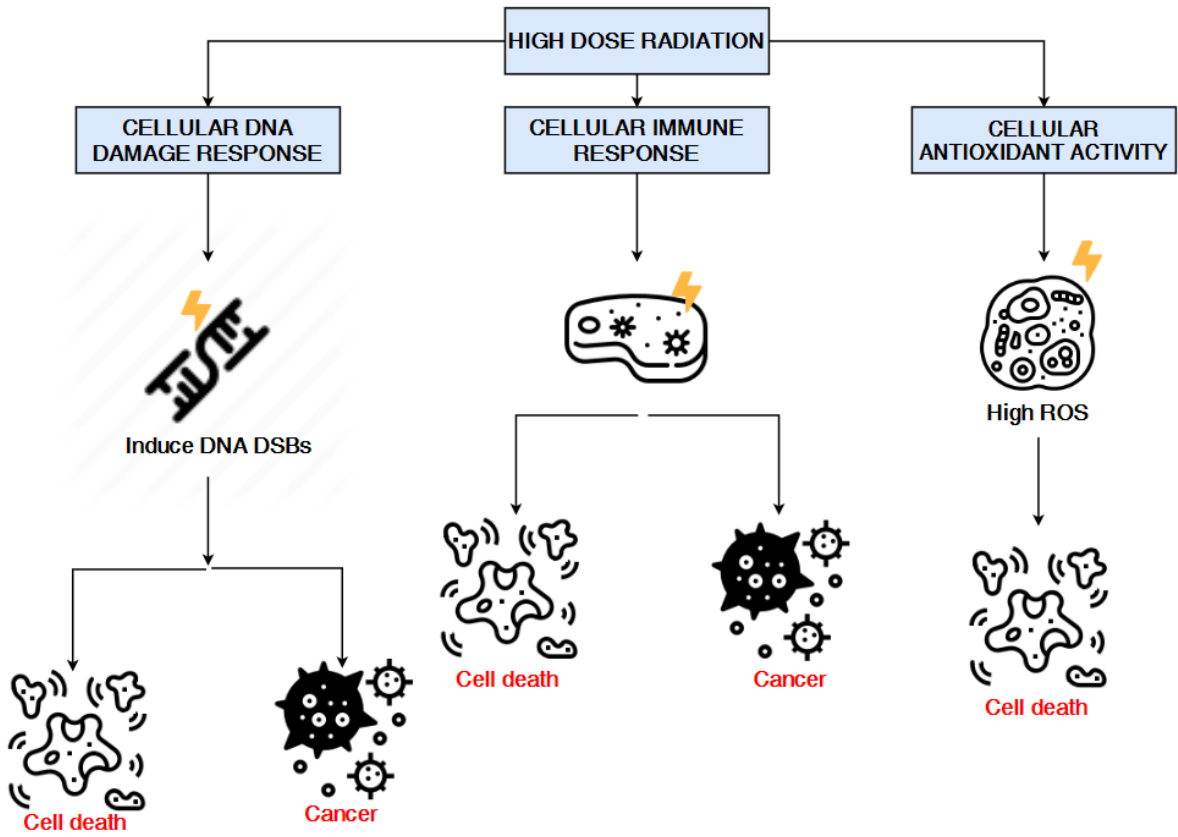 HIGH DOSE RADIATION
CELLULAR DNA
DAMAGE RESPONSE
CELLULAR IMMUNE
RESPONSE
CELLULAR
ANTIOXIDANT ACTIVITY
Induce DNA DSBs
High ROS
Cell death
Cancer
Cell death
Cancer
Cell death